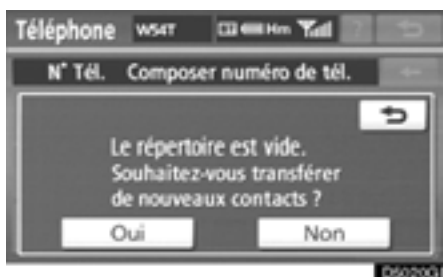 Téléphone W54T Hm
N° Tél. Composer numéro de tél.
Le répertoire est vide.
Souhaitez-vous transférer
de nouveaux contacts ?
Oui Non